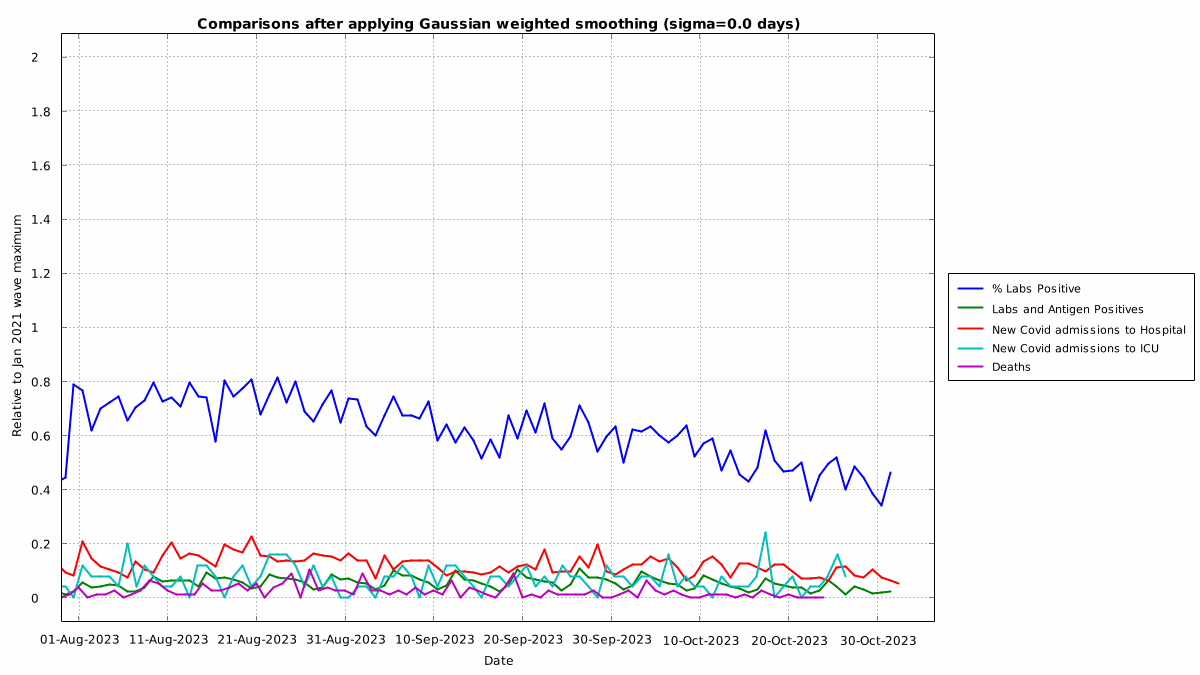 Comparisons after applying Gaussian weighted smoothing (sigma=0.0 days)
Relative to Jan 2021 wave maximum
2
1.8
1.6
1.4
1.2
1
0.8
0.6
0.4
0.2
0
01-Aug-2023 11-Aug-2023 21-Aug-2023 31-Aug-2023 10-Sep-2023 20-Sep-2023 30-Sep-2023 10-Oct-2023 20-Oct-2023 30-Oct-2023
Date
% Labs Positive
Labs and Antigen Positives
New Covid admissions to Hospital
New Covid admissions to ICU
Deaths